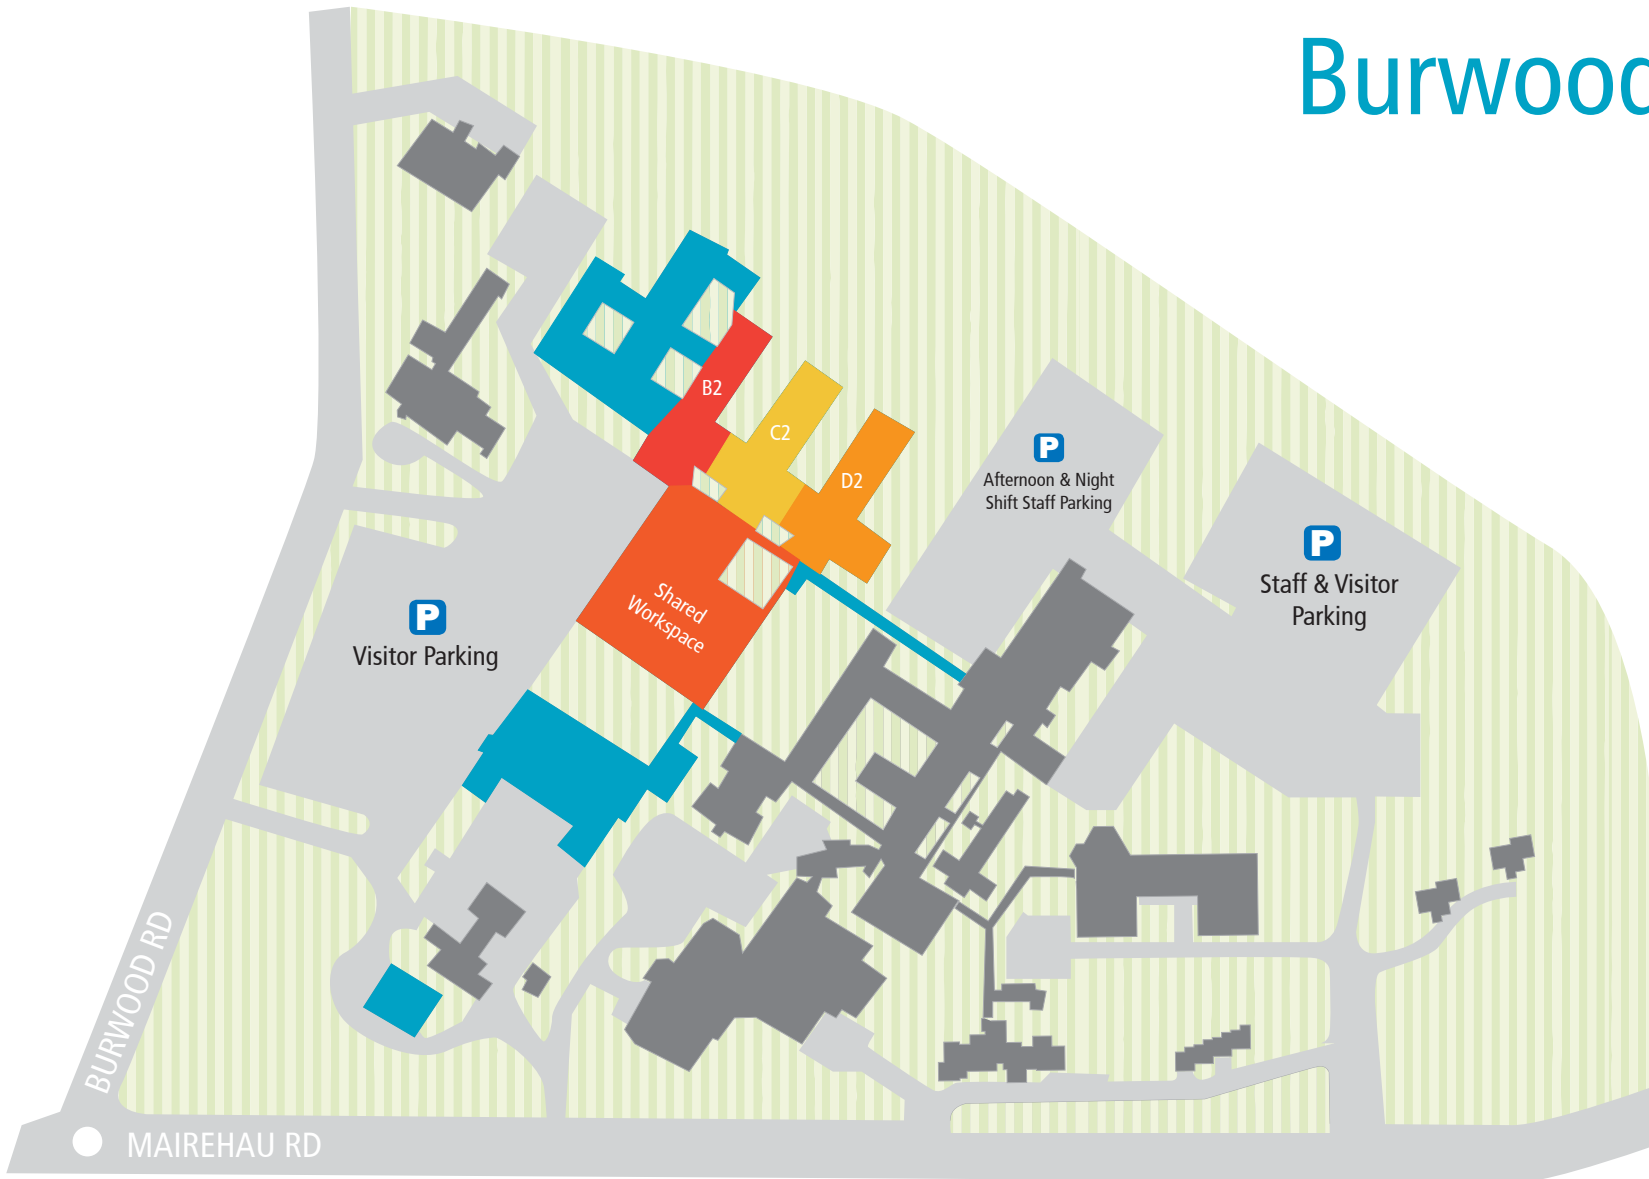 Burwood
B2
C2
D2
P
Afternoon & Night
Shift Staff Parking
P
Staff & Visitor
Parking
Shared
Workspace
P
Visitor Parking
BURWOOD RD
MAIREHAU RD